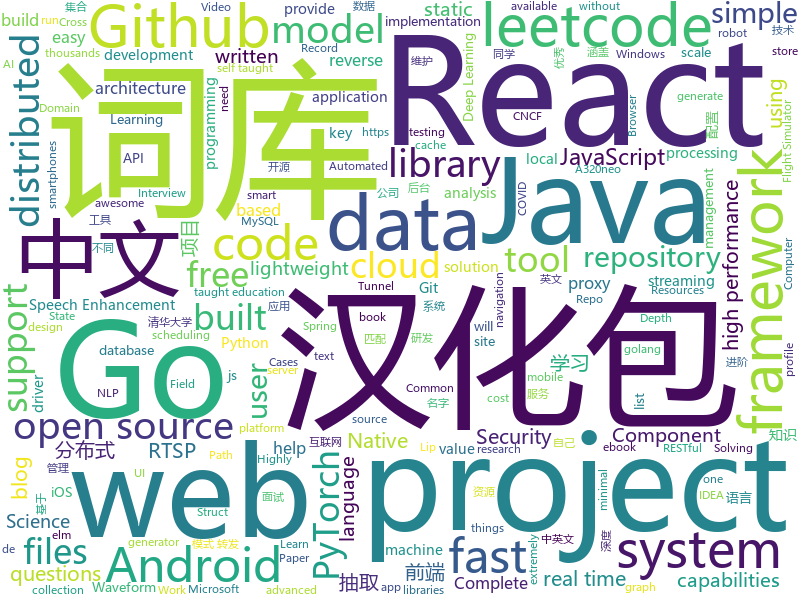 集合 Video 数据
Github
leetcode
available without
simple
implementation
build Record static
Cross
run
thousands
easy model
reverse
维护 同学 优秀 涵盖
Windows scale
robot
技术
development written
architecture
self taught
Deep Learning
store
AI
Learning
Domain
词库
React
application
programming
key https testing
CNCF
cache
need
generate
Browser
配置
using
Flight Simulator
distributed
smartphones
API
Interview
Automated
开源
smart
library
JavaScript
processing
local
公司 后台
COVID
A320neo
awesome
MySQL
based
工具
不同
项目
data
Java
analysis
management
framework
中文
code
tool
repository
high performance
free
lightweight
cloud
solution
Git 英文
系统
proxy
streaming
Computer
support
Speech Enhancement
State
design
清华大学
应用
database
scheduling
Go
built
taught education
Tunnel
book
匹配 研发
Spring
navigation
Repo
Resources
will
site
Depth
driver
js
Python
NLP
Field
user
Cases
server
text
汉化包
Common
golang
mobile
服务
list
进阶
profile
名字
cost
open source
web
project
Native
value
学习
help
source
research
Security
Component
知识
ebook
RESTful
Solving
blog
分布式
RTSP
管理
platform
互联网
language
Lip
Path
Highly
UI
PyTorch
one
IDEA
语言
Science
iOS
基于
elm
files
questions
Android
面试
machine
Complete
前端
抽取
fast
资源
extremely
minimal
中英文
深度
real time
system
capabilities
generator
Waveform
de
Learn
Paper
模式 转发
Struct
advanced
collection
Work Microsoft
app
libraries
things
自己
graph